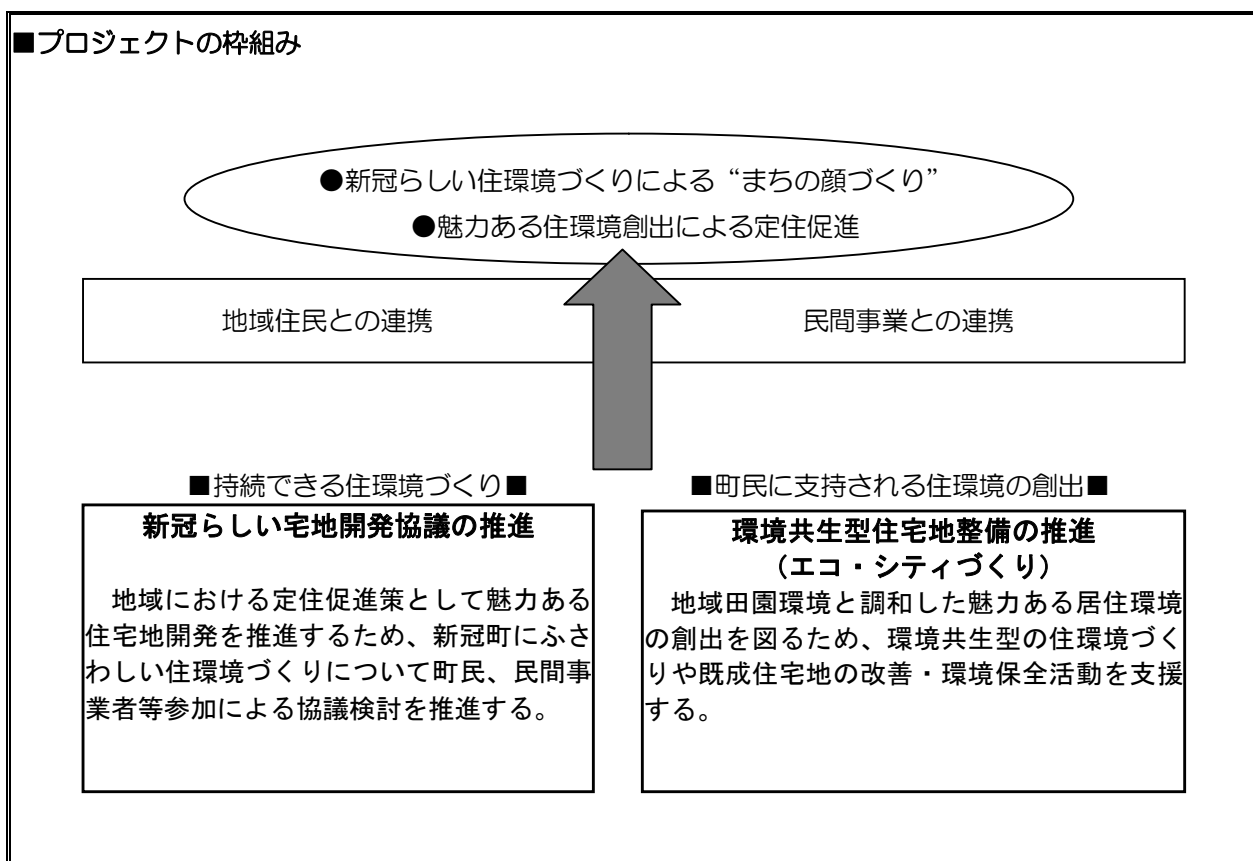 ■プロジェクトの枠組み
●新冠らしい住環境づくりによる“まちの顔づくり”
●魅力ある住環境創出による定住促進
地域住民との連携
民間事業との連携
■持続できる住環境づくり■
新冠らしい宅地開発協議の推進
地域における定住促進策として魅力ある
住宅地開発を推進するため、新冠町にふさ
わしい住環境づくりについて町民、民間事
業者等参加による協議検討を推進する。
■町民に支持される住環境の創出■
環境共生型住宅地整備の推進
（エコ・シティづくり）
地域田園環境と調和した魅力ある居住環境
の創出を図るため、環境共生型の住環境づく
りや既成住宅地の改善・環境保全活動を支援
する。